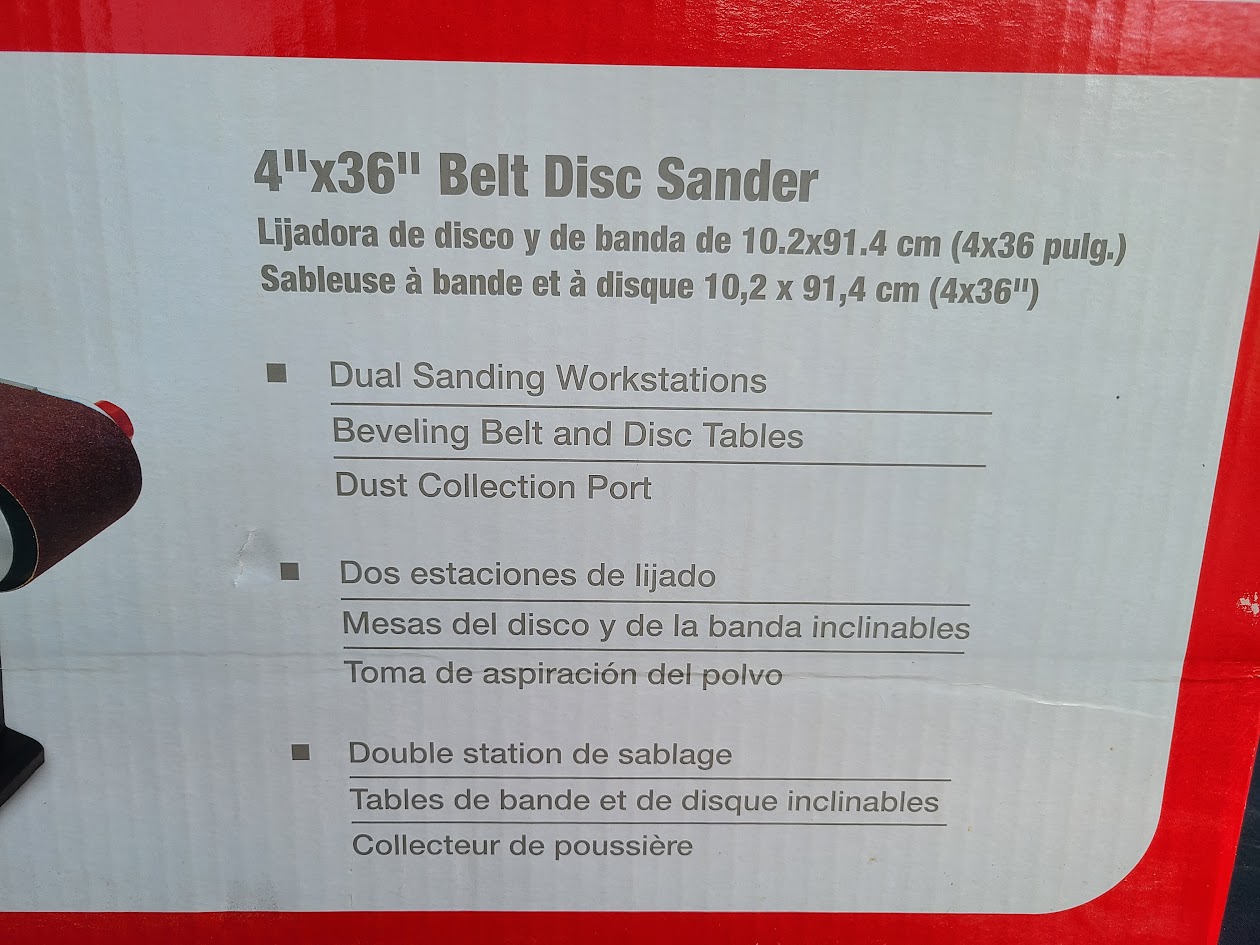 4"x36" Belt Disc Sander
Lijadora de disco y de banda de 10.2x91.4 cm (4x36 pulg.)
Sableuse à bande et à disque 10,2 x 91,4 cm (4x36")
■ Dual Sanding Workstations
Beveling Belt and Disc Tables
Dust Collection Port
■ Dos estaciones de lijado
Mesas del disco y de la banda inclinables
Toma de aspiración del polvo
■ Double station de sablage
Tables de bande et de disque inclinables
Collecteur de poussière